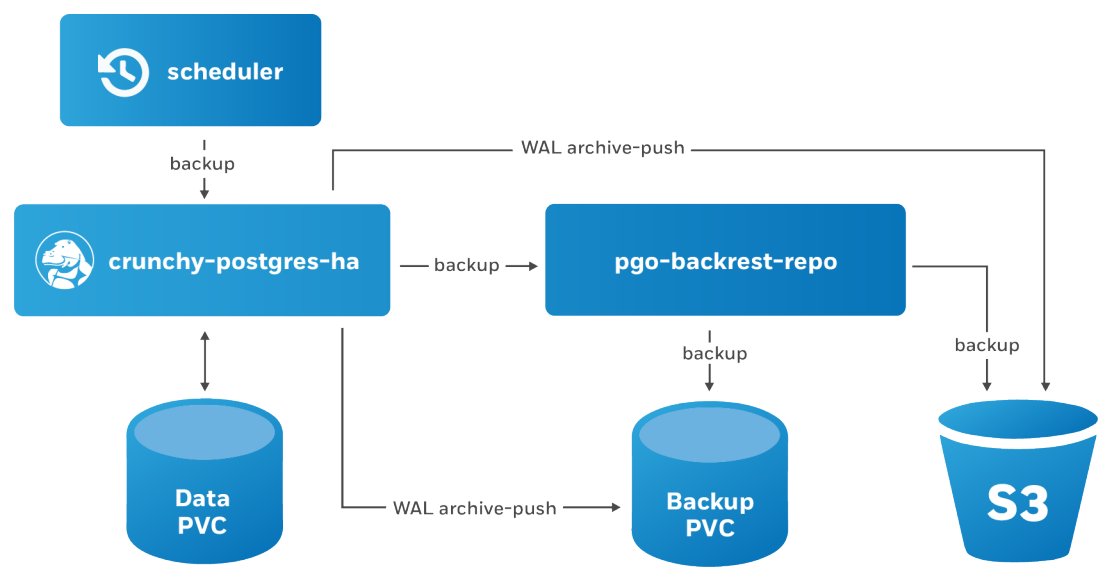 scheduler
backup
WAL archive-push
crunchy-postgres-ha
backup
pgo-backrest-repo
backup
backup
Data
PVC
WAL archive-push
Backup
PVC
S3